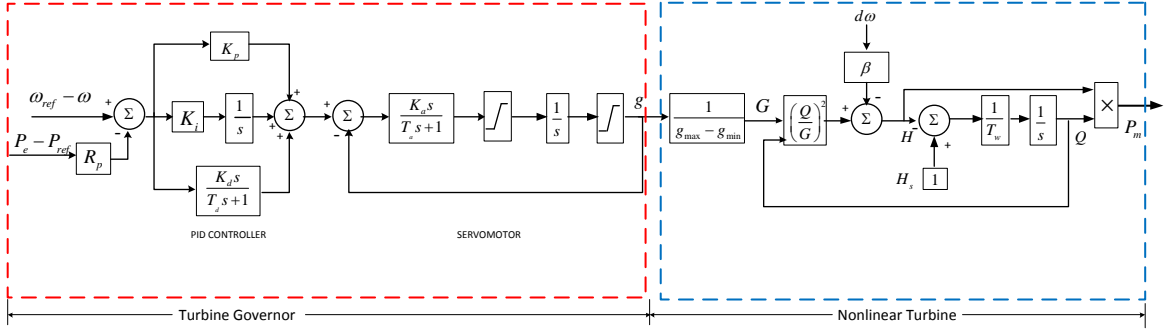 dω
β
K_p
ω_ref − ω
+
-
Σ
K_i
1/s
+
+
+
Σ
+
-
Σ
K_a s / T_a s + 1
1/s
g
1 / g_max − g_min
G
(Q/G)^2
+
-
Σ
H
-
Σ
+
1/T_w
1/s
Q
×
P_m
P_e − P_ref
R_p
K_d s / T_d s + 1
H_s
1
PID CONTROLLER
SERVOMOTOR
Turbine Governor
Nonlinear Turbine